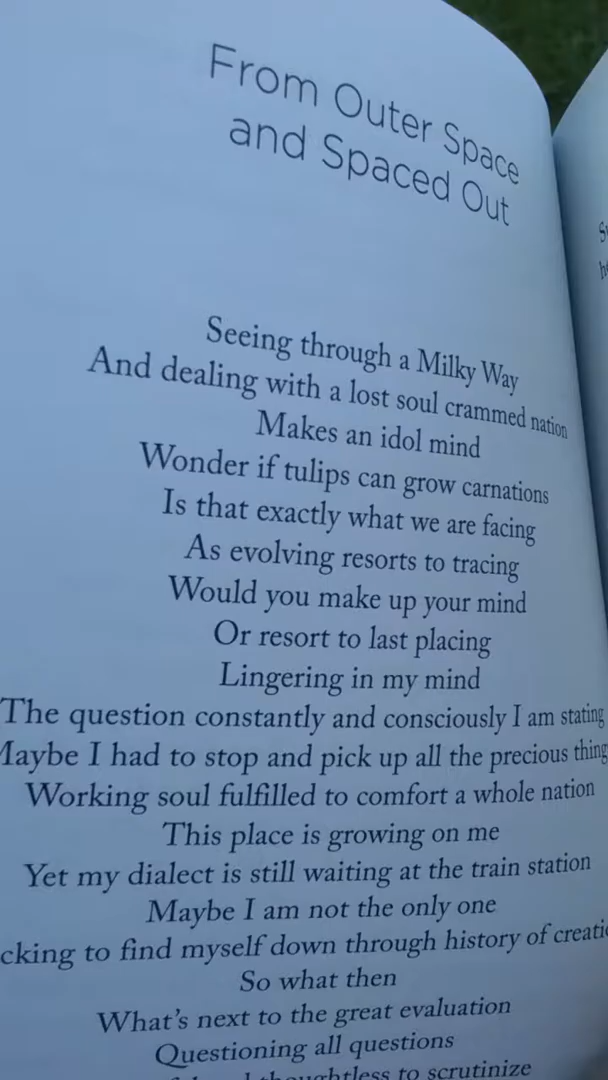 From Outer Space
and Spaced Out
Seeing through a Milky Way
And dealing with a lost soul crammed nation
Makes an idol mind
Wonder if tulips can grow carnations
Is that exactly what we are facing
As evolving resorts to tracing
Would you make up your mind
Or resort to last placing
Lingering in my mind
The question constantly and consciously I am stating
Maybe I had to stop and pick up all the precious thing
Working soul fulfilled to comfort a whole nation
This place is growing on me
Yet my dialect is still waiting at the train station
Maybe I am not the only one
to find myself down through history of
So what then
What's next to the great evaluation
Questioning all questions
thoughtless to scrutinize